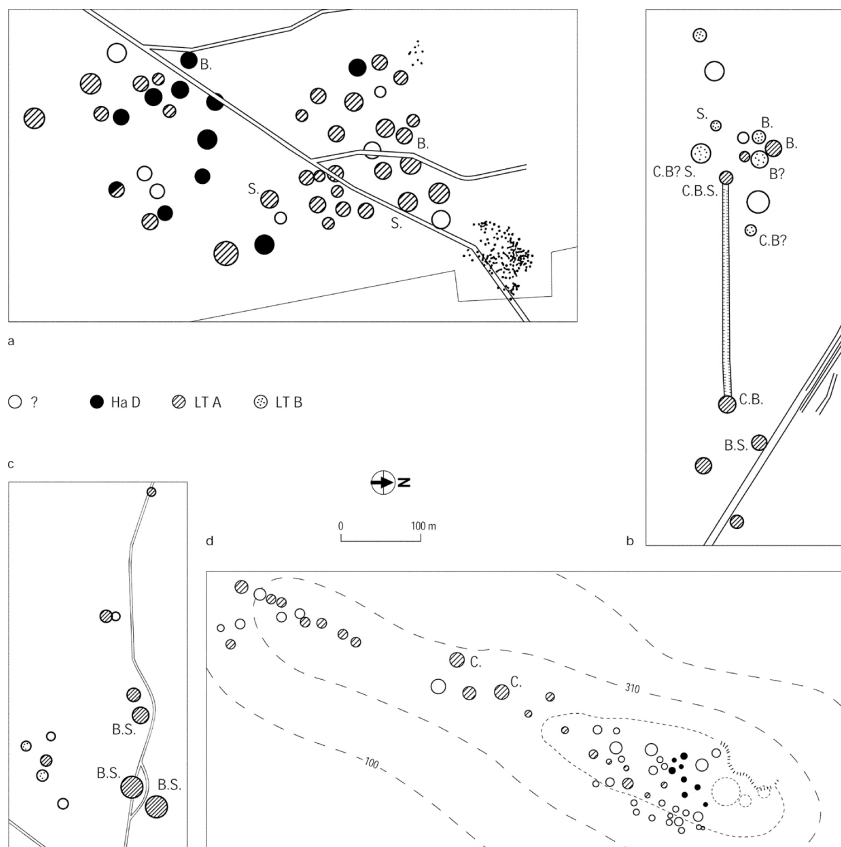 B.
B.
S.
S.
a
? Ha D LT A LT B
S.
B.
B.
B?
C.B? S.
C.B.S.
C.B?
C.B.
B.S.
b
c
B.S.
B.S.
B.S.
N
0 100 m
d
C.
C.
310
100